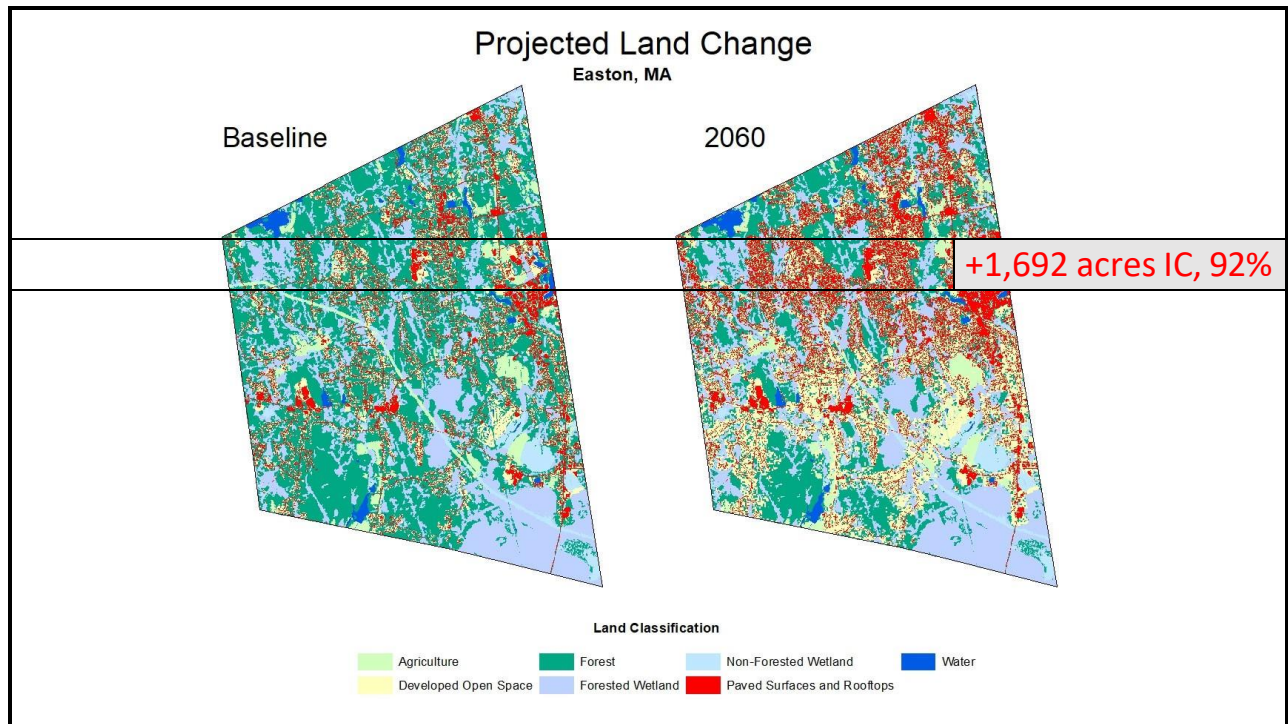 Projected Land Change
Easton, MA
Baseline
2060
+1,692 acres IC, 92%
Land Classification
Agriculture
Forest
Non-Forested Wetland
Water
Developed Open Space
Forested Wetland
Paved Surfaces and Rooftops